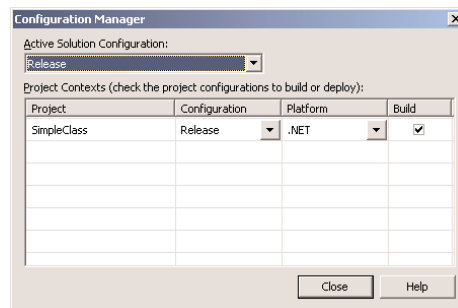 Configuration Manager
Active Solution Configuration:
Release
Project Contexts (check the project configurations to build or deploy):
Project Configuration Platform Build
SimpleClass Release .NET
Close Help